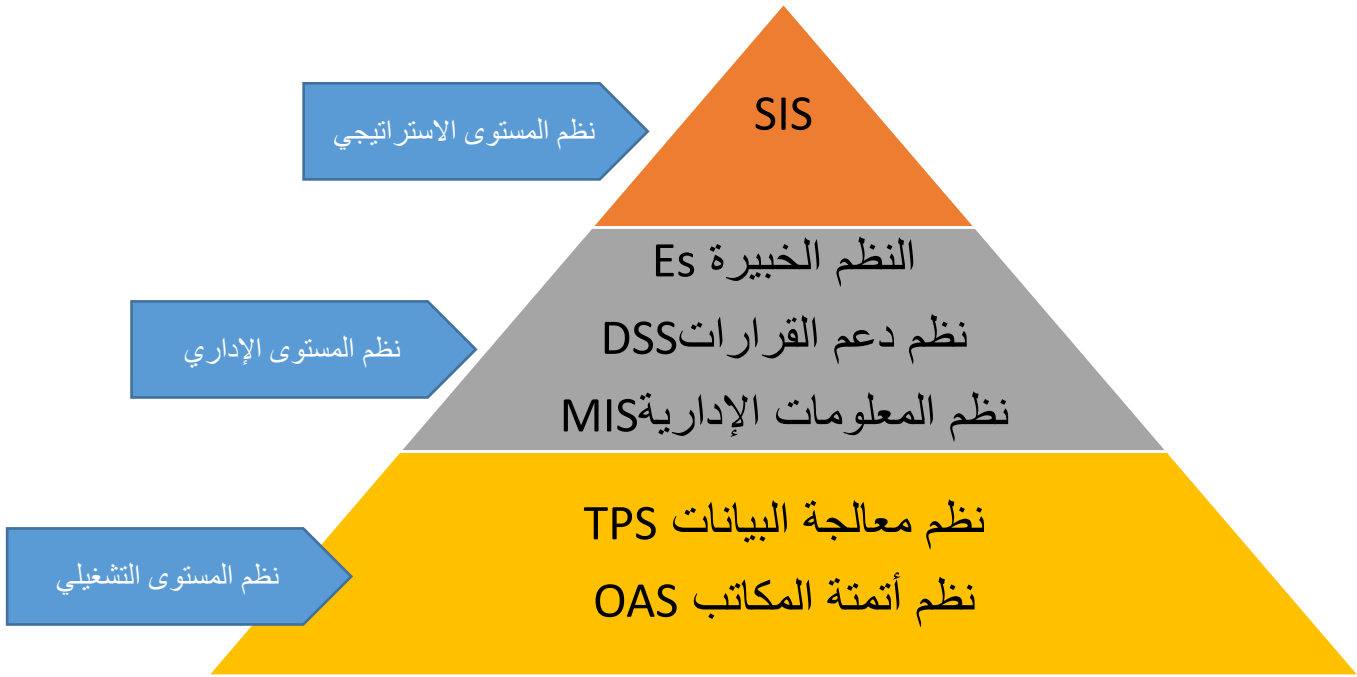 SIS
نظم المستوى الاستراتيجي
النظم الخبيرة Es
نظم دعم القراراتDSS
نظم المعلومات الإداريةMIS
نظم المستوى الإداري
نظم معالجة البيانات TPS
نظم أتمتة المكاتب OAS
نظم المستوى التشغيلي